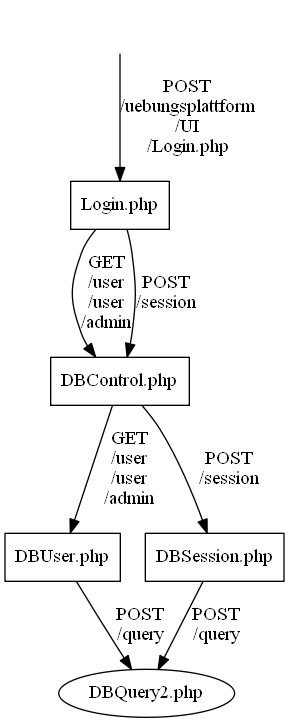 POST
/uebungsplattform
/UI
/Login.php
Login.php
GET
/user
/user
/admin
POST
/session
DBControl.php
GET
/user
/user
/admin
POST
/session
DBUser.php
DBSession.php
POST
/query
POST
/query
DBQuery2.php